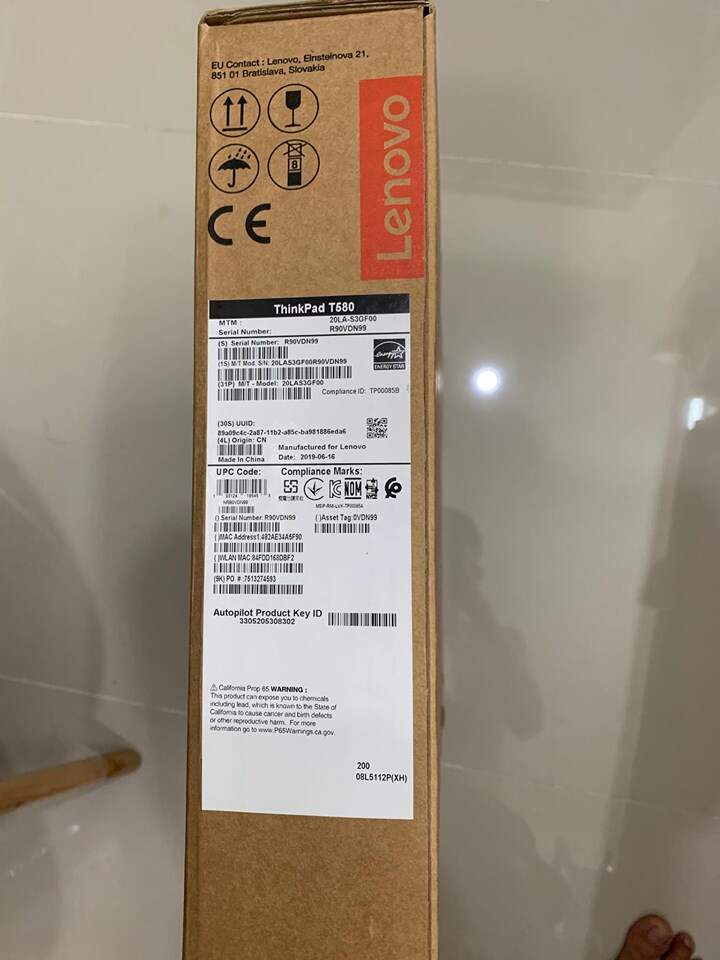 EU Contact : Lenovo, Einsteinova 21,
851 01 Bratislava, Slovakia
8
CE
Lenovo
ThinkPad T580
MTM : 20LA-S3GF00
Serial Number: R90VDN99
(S) Serial Number: R90VDN99
(1S) M/T Mod. S/N: 20LAS3GF00R90VDN99
ENERGY STAR
(31P) M/T - Model: 20LAS3GF00
Compliance ID: TP00085B
(30S) UUID:
89a09c4c-2a87-11b2-a85c-ba981886eda6
(4L) Origin: CN
Manufactured for Lenovo
Made In China Date: 2019-06-16
UPC Code: Compliance Marks:
NOM
() Serial Number: R90VDN99 ( )Asset Tag:0VDN99
( )MAC Address1:482AE34A5F90
( )WLAN MAC:84FDD168DBF2
(9K) PO # :7513274593
Autopilot Product Key ID
3305205308302
California Prop 65 WARNING :
This product can expose you to chemicals
including lead, which is known to the State of
California to cause cancer and birth defects
or other reproductive harm. For more
information go to www.P65Warnings.ca.gov.
200
08L5112P(XH)